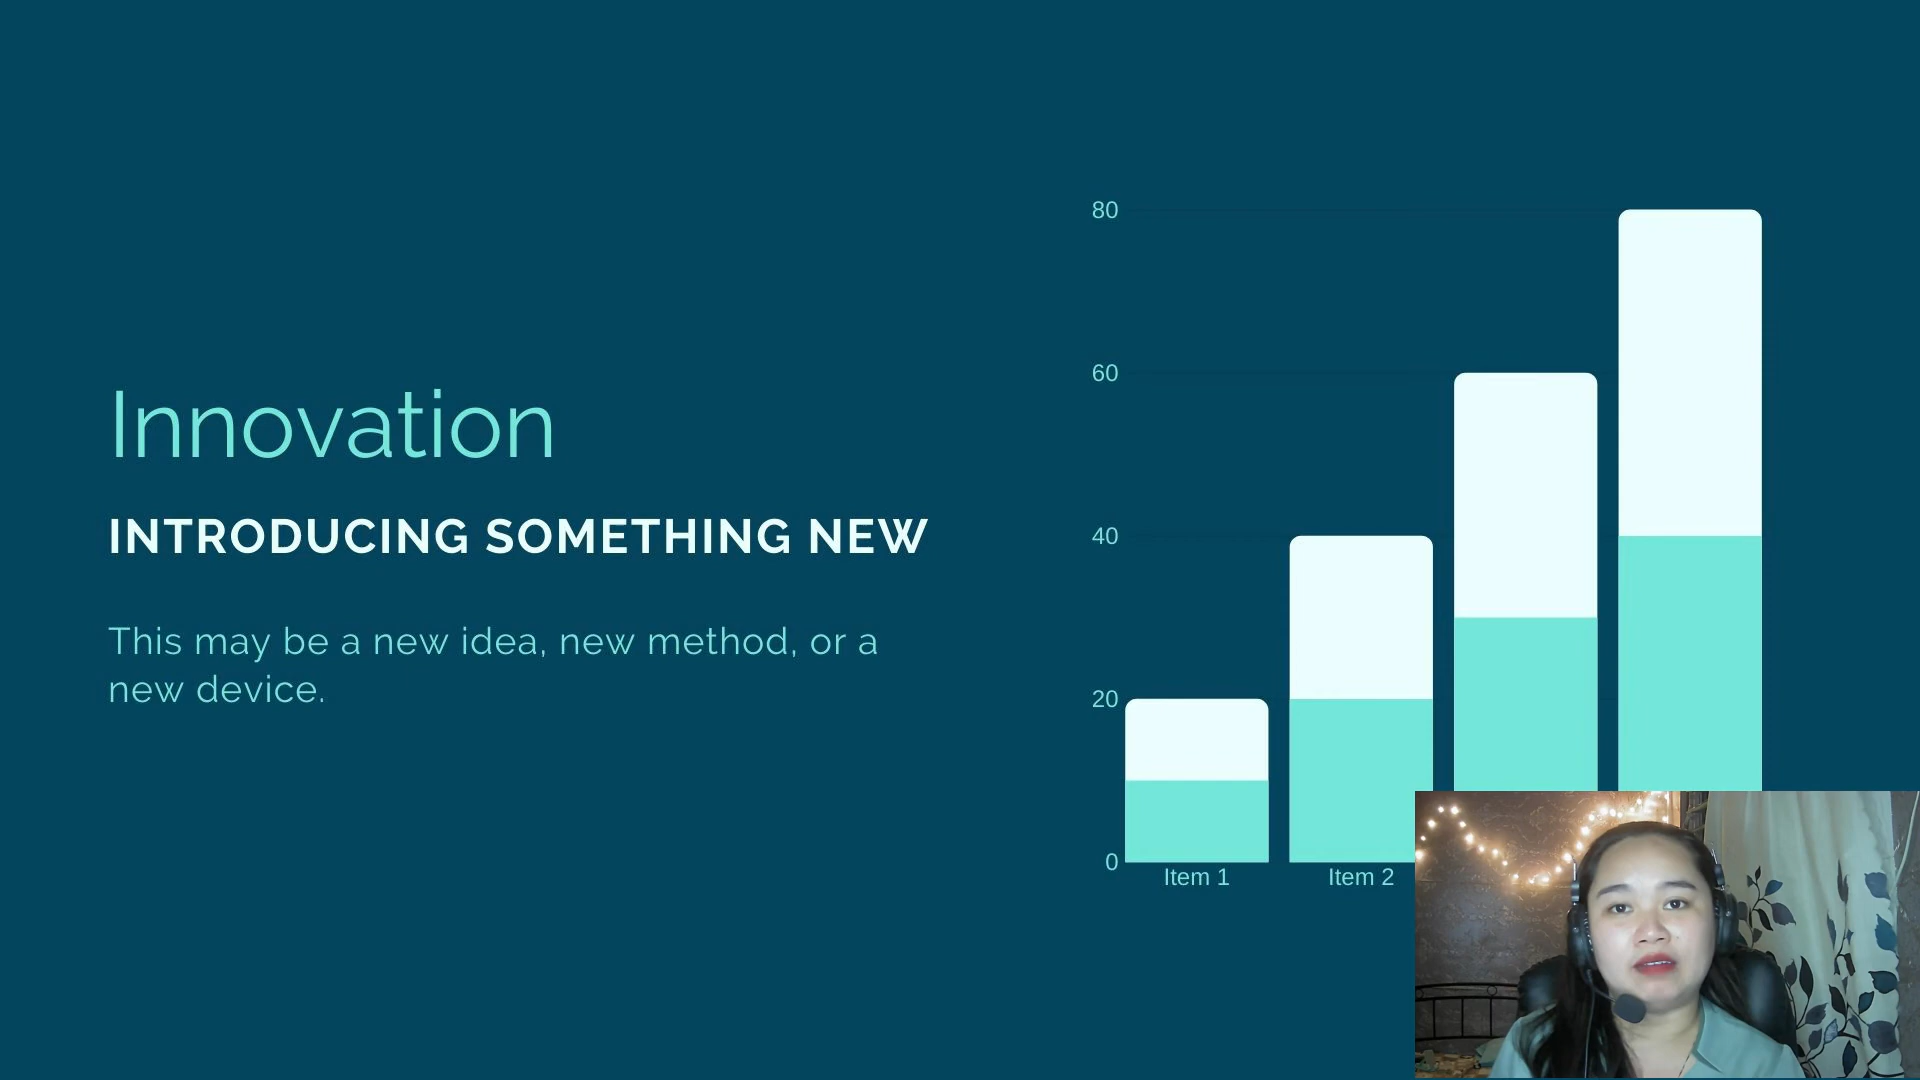 Innovation
INTRODUCING SOMETHING NEW
This may be a new idea, new method, or a
new device.
80
60
40
20
0
Item 1
Item 2